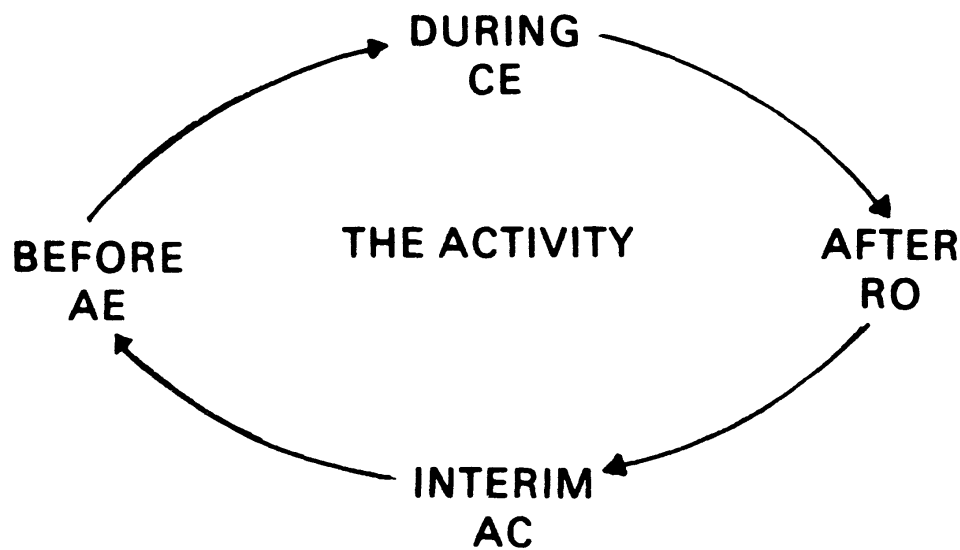 DURING
CE
BEFORE
AE
THE ACTIVITY
AFTER
RO
INTERIM
AC